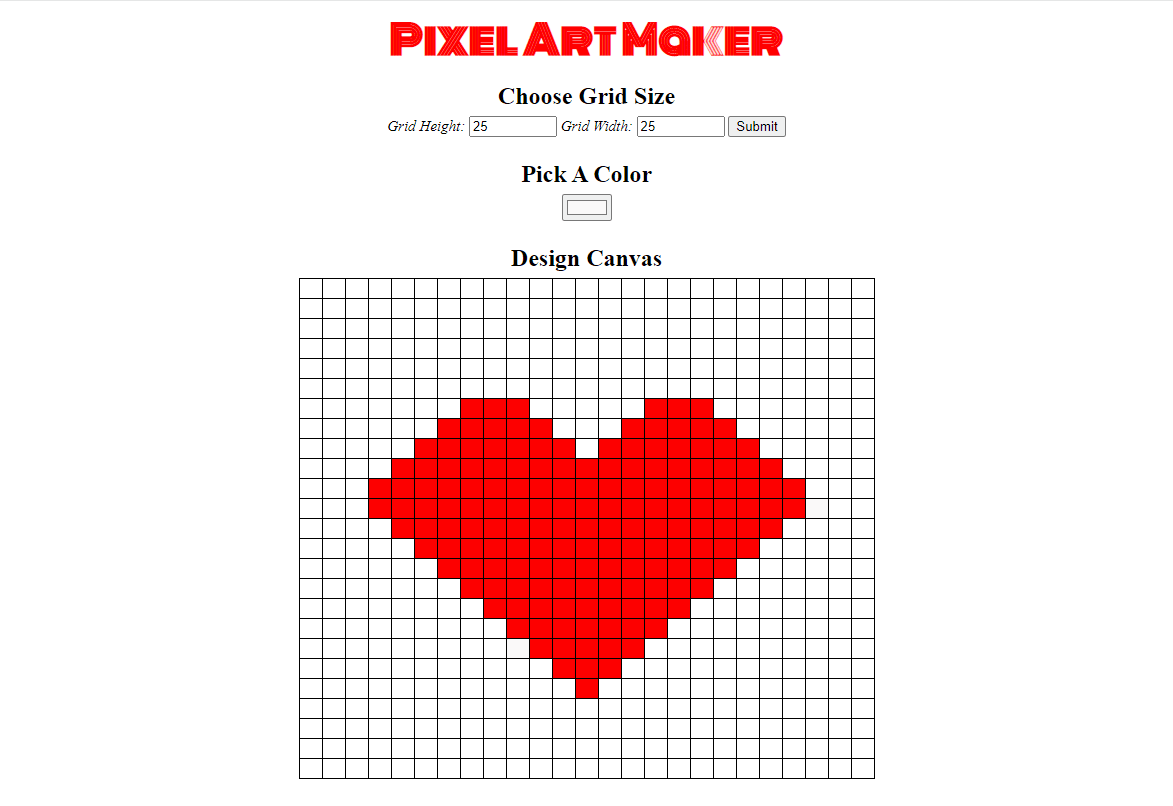 Pixel Art Maker
Choose Grid Size
Grid Height: 25 Grid Width: 25 Submit
Pick A Color
Design Canvas